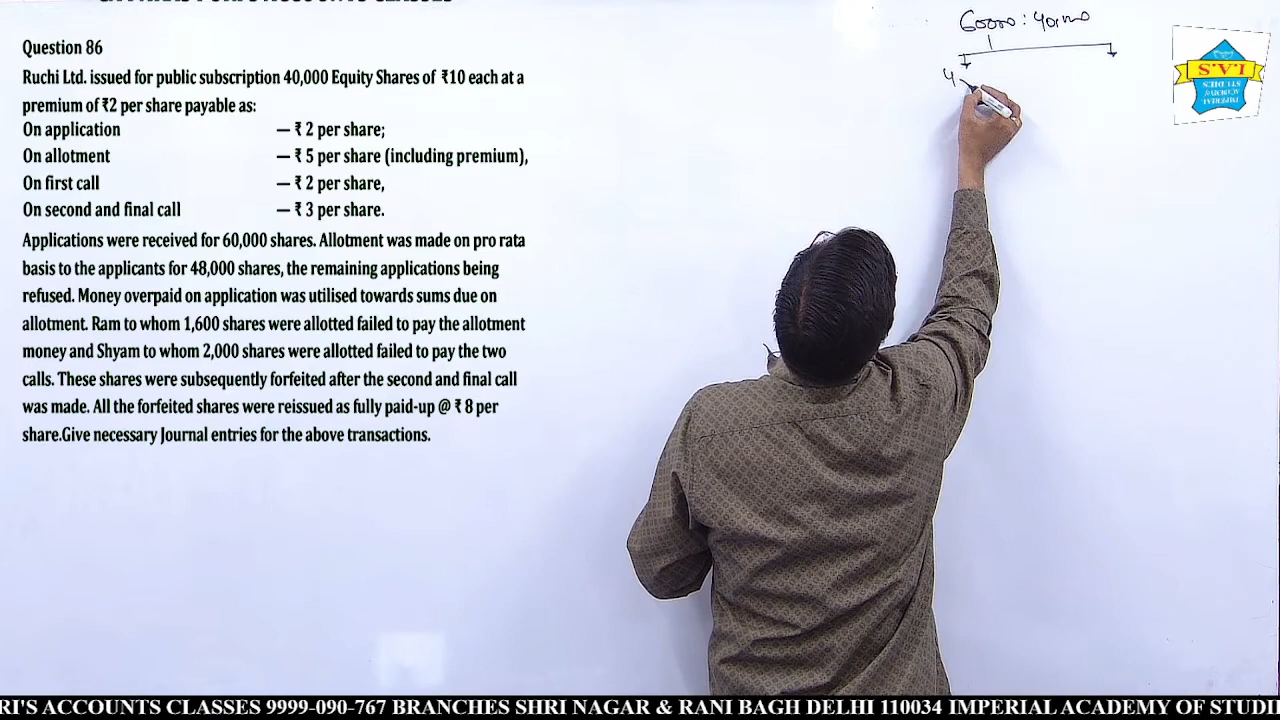 Question 86
Ruchi Ltd. issued for public subscription 40,000 Equity Shares of ₹10 each at a
premium of ₹2 per share payable as:
On application — ₹ 2 per share;
On allotment — ₹ 5 per share (including premium),
On first call — ₹ 2 per share,
On second and final call — ₹ 3 per share.
Applications were received for 60,000 shares. Allotment was made on pro rata
basis to the applicants for 48,000 shares, the remaining applications being
refused. Money overpaid on application was utilised towards sums due on
allotment. Ram to whom 1,600 shares were allotted failed to pay the allotment
money and Shyam to whom 2,000 shares were allotted failed to pay the two
calls. These shares were subsequently forfeited after the second and final call
was made. All the forfeited shares were reissued as fully paid-up @ ₹ 8 per
share.Give necessary Journal entries for the above transactions.
60000 : 40,000
4
I.A.S
RI'S ACCOUNTS CLASSES 9999-090-767 BRANCHES SHRI NAGAR & RANI BAGH DELHI 110034 IMPERIAL ACADEMY OF STUDI